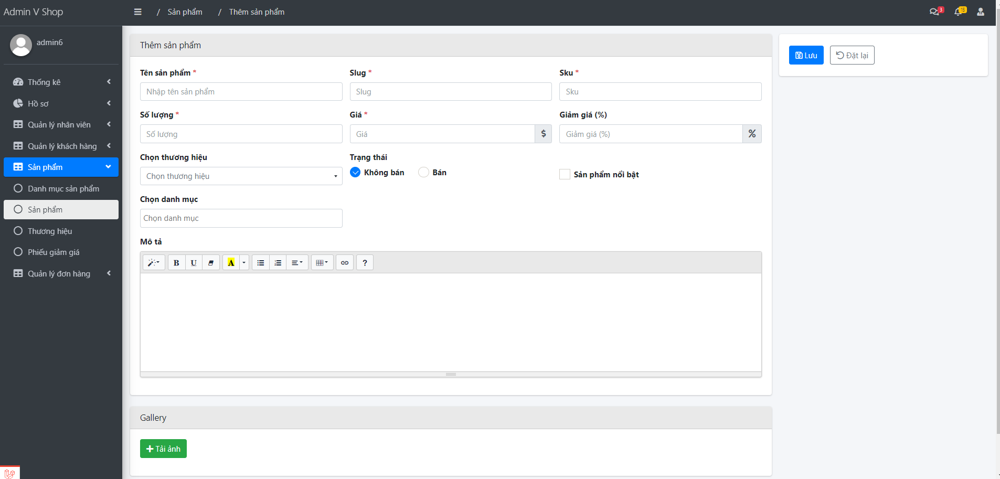 Admin V Shop
/ Sản phẩm / Thêm sản phẩm
3
15
admin6
Thống kê
Hồ sơ
Quản lý nhân viên
Quản lý khách hàng
Sản phẩm
Danh mục sản phẩm
Sản phẩm
Thương hiệu
Phiếu giảm giá
Quản lý đơn hàng
Thêm sản phẩm
Lưu
Đặt lại
Tên sản phẩm *
Slug *
Sku *
Nhập tên sản phẩm
Slug
Sku
Số lượng *
Giá *
Giảm giá (%)
Số lượng
Giá
$
Giảm giá (%)
%
Chọn thương hiệu
Trạng thái
Chọn thương hiệu
Không bán
Bán
Sản phẩm nổi bật
Chọn danh mục
Chọn danh mục
Mô tả
B
U
A
?
Gallery
Tải ảnh